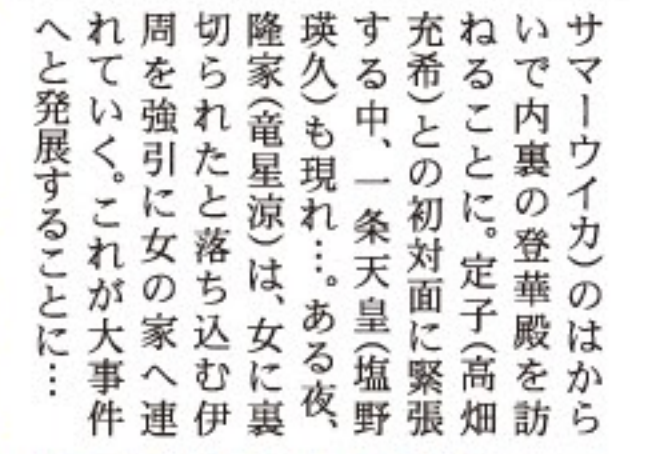 サマーウイカ）のはから
いで内裏の登華殿を訪
ねることに。定子（高畑
充希）との初対面に緊張
する中、一条天皇（塩野
瑛久）も現れ…。ある夜、
隆家（竜星涼）は、女に裏
切られたと落ち込む伊
周を強引に女の家へ連
れていく。これが大事件
へと発展することに…